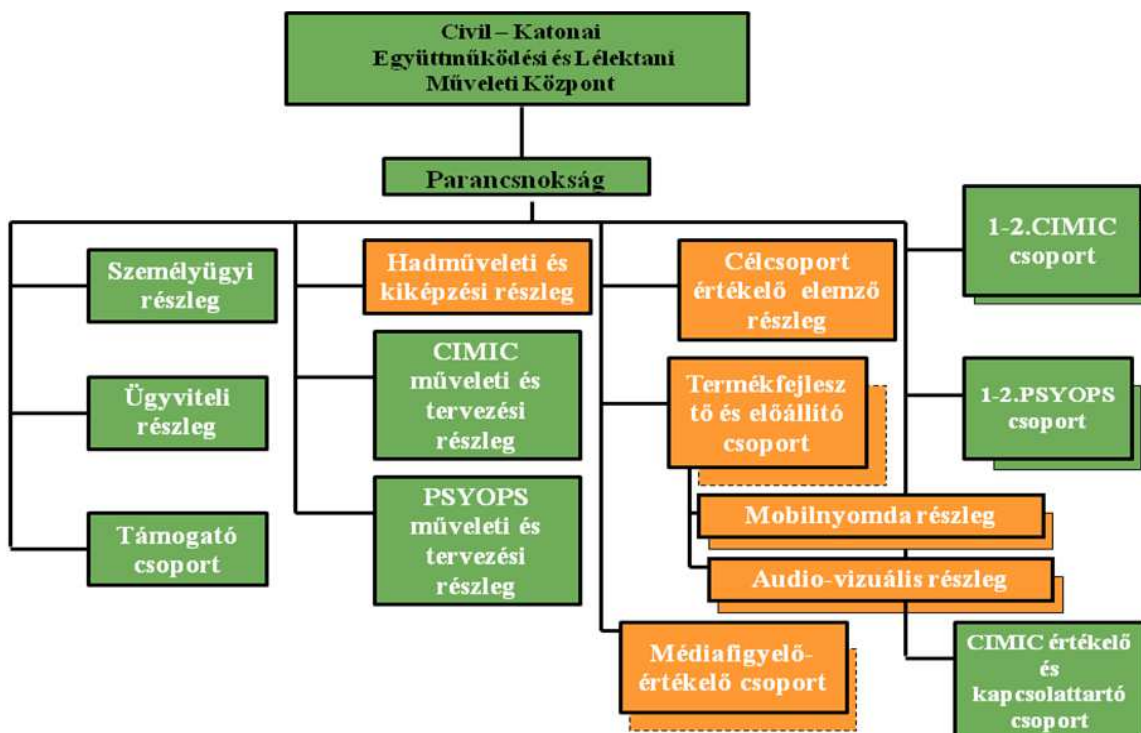 Civil – Katonai
Együttműködési és Lélektani
Műveleti Központ
Parancsnokság
Személyügyi
részleg
Ügyviteli
részleg
Támogató
csoport
Hadműveleti és
kiképzési részleg
CIMIC
műveleti és
tervezési
részleg
PSYOPS
műveleti és
tervezési
részleg
Célcsoport
értékelő elemző
részleg
Termékfejlesz
tő és előállító
csoport
Mobilnyomda részleg
Audio-vizuális részleg
Médiafigyelő-
értékelő csoport
1-2.CIMIC
csoport
1-2.PSYOPS
csoport
CIMIC értékelő
és
kapcsolattartó
csoport